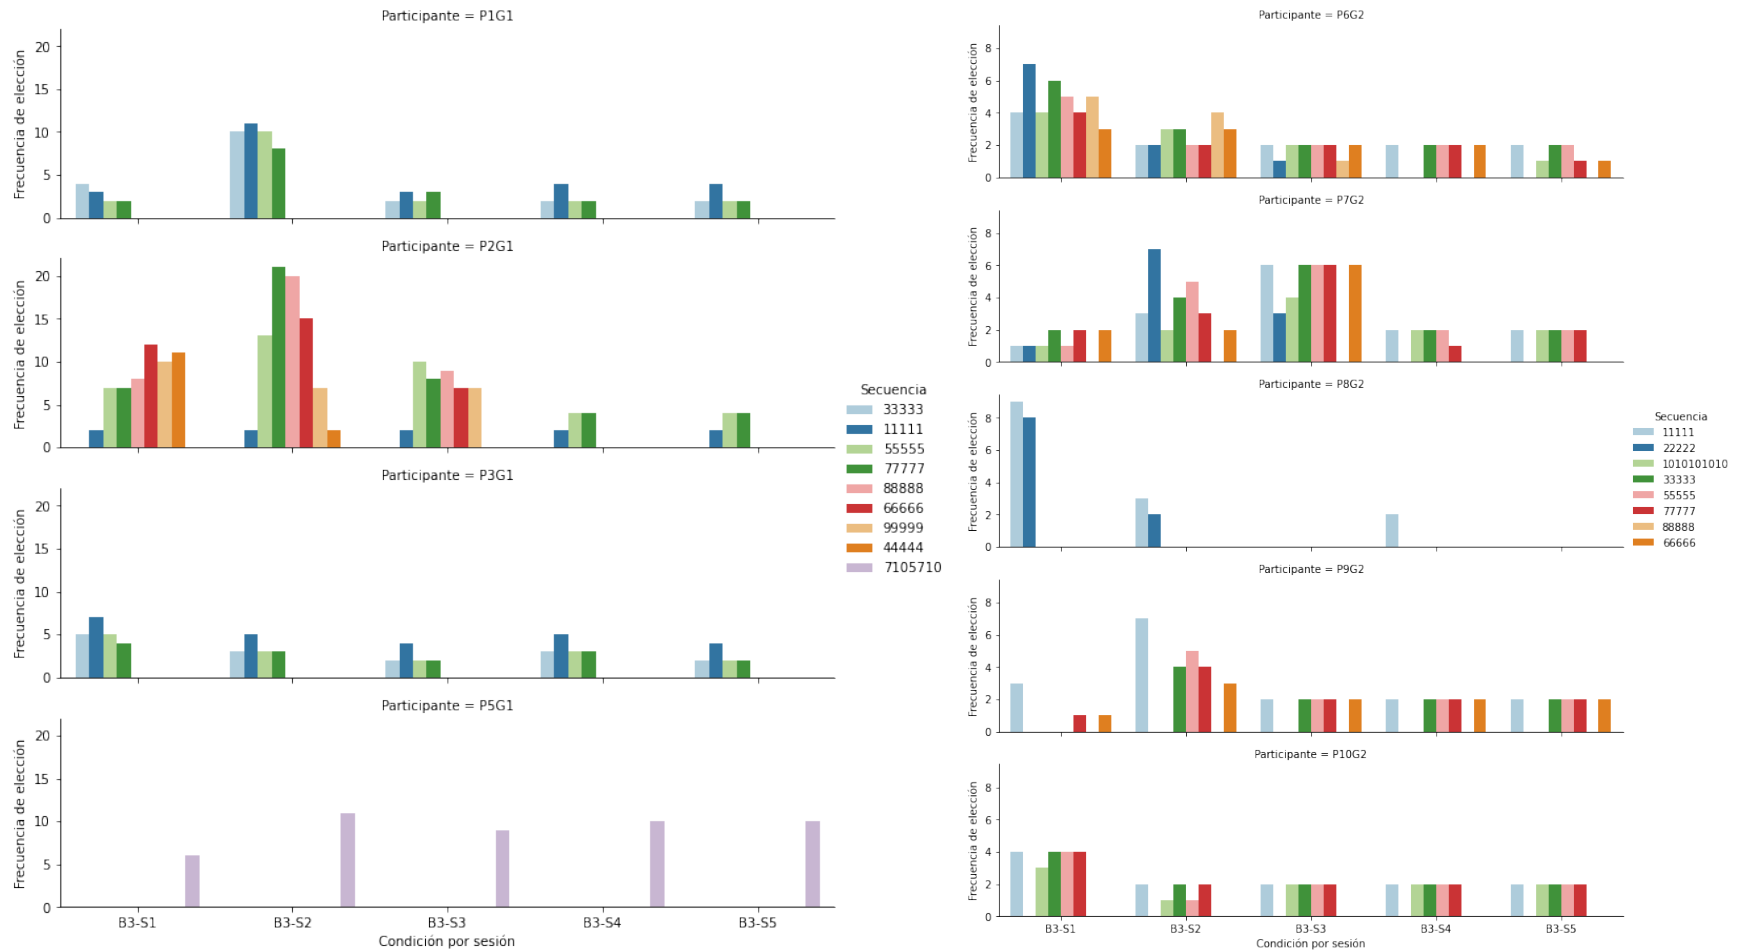 Participante = P1G1
Frecuencia de elección
20
15
10
5
0
Participante = P2G1
Frecuencia de elección
20
15
10
5
0
Participante = P3G1
Frecuencia de elección
20
15
10
5
0
Participante = P5G1
Frecuencia de elección
20
15
10
5
0
B3-S1 B3-S2 B3-S3 B3-S4 B3-S5
Condición por sesión
Secuencia
33333
11111
55555
77777
88888
66666
99999
44444
7105710
Participante = P6G2
Frecuencia de elección
8
6
4
2
0
Participante = P7G2
Frecuencia de elección
8
6
4
2
0
Participante = P8G2
Frecuencia de elección
8
6
4
2
0
Participante = P9G2
Frecuencia de elección
8
6
4
2
0
Participante = P10G2
Frecuencia de elección
8
6
4
2
0
B3-S1 B3-S2 B3-S3 B3-S4 B3-S5
Condición por sesión
Secuencia
11111
22222
1010101010
33333
55555
77777
88888
66666